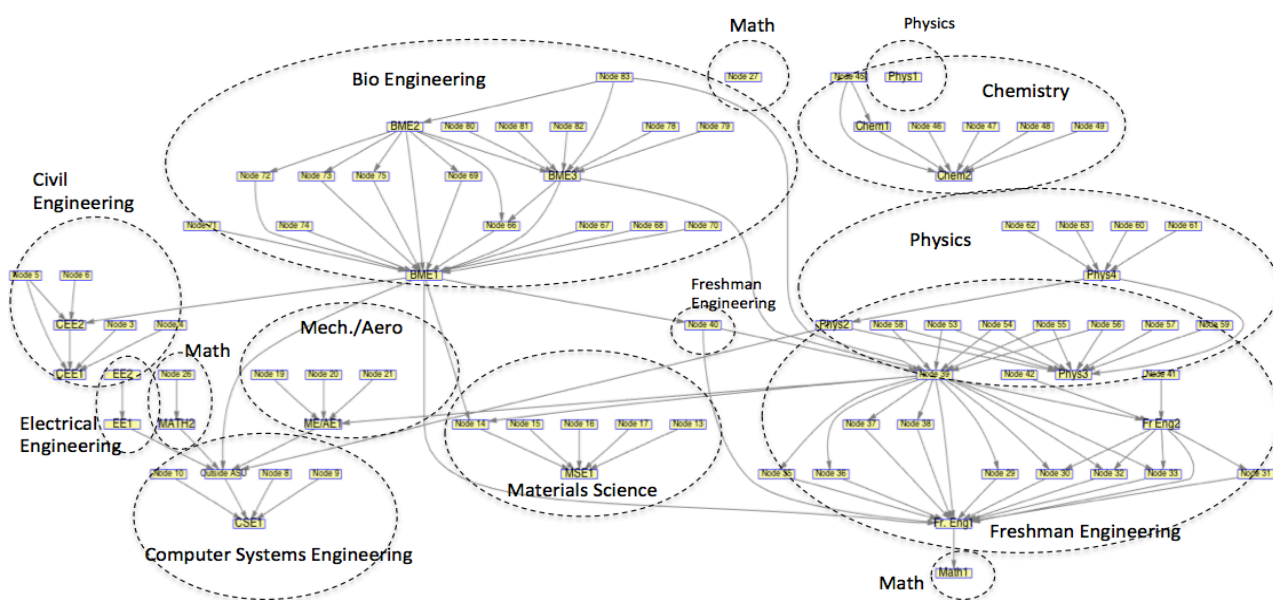 Math
Physics
Bio Engineering
Node 83
Node 27
Node 45
Phys1
Chemistry
BME2
Node 80
Node 81
Node 82
Node 78
Node 79
Chem1
Node 46
Node 47
Node 48
Node 49
Civil
Engineering
Node 72
Node 73
Node 75
Node 69
BME3
Chem2
Node 71
Node 74
Node 66
Node 67
Node 68
Node 70
Node 62
Node 63
Node 60
Node 61
Physics
Node 5
Node 6
BME1
Phys4
Freshman
Engineering
CEE2
Node 3
Node 4
Mech./Aero
Node 40
Phys2
Node 58
Node 53
Node 54
Node 55
Node 56
Node 57
Node 59
Math
CEE1
EE2
Node 26
Node 19
Node 20
Node 21
Node 39
Node 42
Phys3
Node 41
Electrical
Engineering
EE1
MATH2
ME/AE1
Node 14
Node 15
Node 16
Node 17
Node 13
Node 37
Node 38
Fr.Eng2
Node 10
Outside ASU
Node 8
Node 9
MSE1
Node 35
Node 36
Node 29
Node 30
Node 32
Node 33
Node 31
Materials Science
CSE1
Fr. Eng1
Freshman Engineering
Computer Systems Engineering
Math
Math1